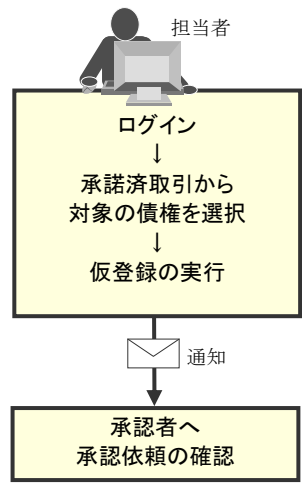 担当者
ログイン
↓
承諾済取引から
対象の債権を選択
↓
仮登録の実行
通知
承認者へ
承認依頼の確認